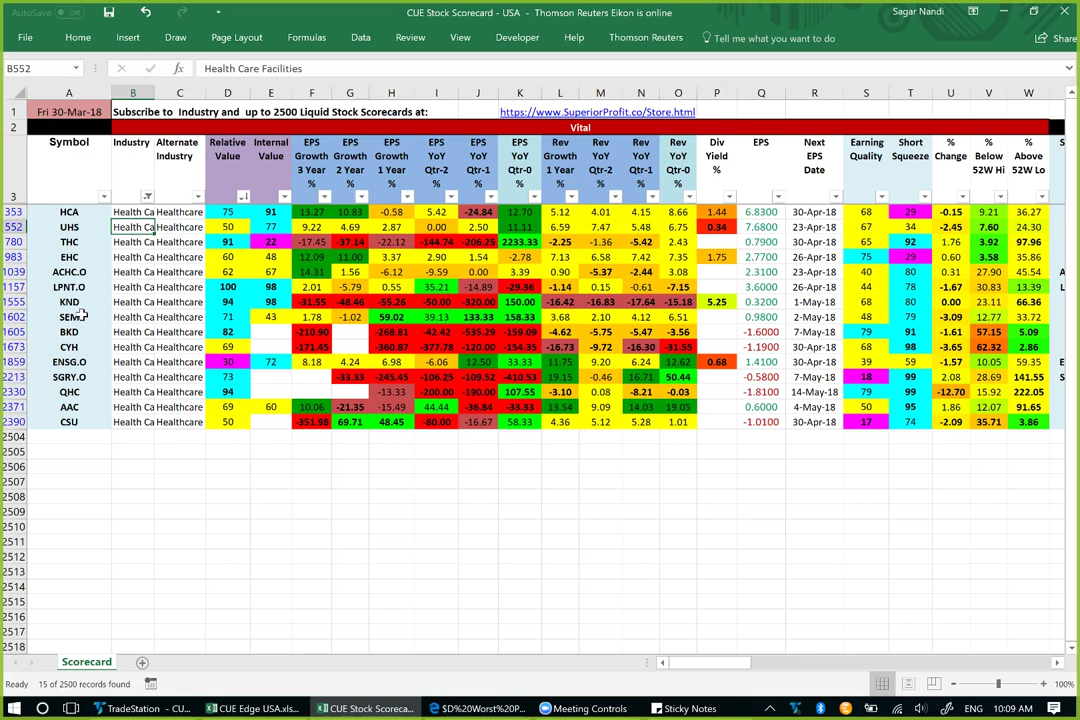 AutoSave Off CUE Stock Scorecard - USA - Thomson Reuters Eikon is online Sagar Nandi
File Home Insert Draw Page Layout Formulas Data Review View Developer Help Thomson Reuters Tell me what you want to do Share
B552 fx Health Care Facilities
A B C D E F G H I J K L M N O P Q R S T U V W
1 Fri 30-Mar-18 Subscribe to Industry and up to 2500 Liquid Stock Scorecards at: https://www.SuperiorProfit.co/Store.html
2 Vital
Symbol Industry Alternate Industry Relative Value Internal Value EPS Growth 3 Year % EPS Growth 2 Year % EPS Growth 1 Year % EPS YoY Qtr-2 % EPS YoY Qtr-1 % EPS YoY Qtr-0 % Rev Growth 1 Year % Rev YoY Qtr-2 % Rev YoY Qtr-1 % Rev YoY Qtr-0 % Div Yield % EPS Next EPS Date Earning Quality Short Squeeze % Change % Below 52W Hi % Above 52W Lo S
3
353 HCA Health Ca Healthcare 75 91 13.27 10.83 -0.58 5.42 -24.84 12.70 5.12 4.01 4.15 8.66 1.44 6.8300 30-Apr-18 68 29 -0.15 9.21 36.27
552 UHS Health Ca Healthcare 50 77 9.22 4.69 2.87 0.00 2.50 11.11 6.59 7.47 5.48 6.75 0.34 7.6800 23-Apr-18 67 34 -2.45 7.60 24.30
780 THC Health Ca Healthcare 91 22 -17.45 -37.14 -22.12 -144.74 -206.25 2233.33 -2.25 -1.36 -5.42 2.43 0.7900 30-Apr-18 65 92 1.76 3.92 97.96
983 EHC Health Ca Healthcare 60 48 12.09 11.00 3.37 2.90 1.54 -2.78 7.13 6.58 7.42 7.35 1.75 2.7700 26-Apr-18 75 29 0.60 3.58 35.86
1039 ACHC.O Health Ca Healthcare 62 67 14.31 1.56 -6.12 -9.59 0.00 3.39 0.90 -5.37 -2.44 3.08 2.3100 23-Apr-18 40 80 0.31 27.90 45.54 A
1157 LPNT.O Health Ca Healthcare 100 98 2.01 -5.79 0.55 35.21 -14.89 -29.36 -1.14 0.15 -0.61 -7.15 3.6000 26-Apr-18 44 78 -1.67 30.83 13.39 L
1555 KND Health Ca Healthcare 94 98 -31.55 -48.46 -55.26 -50.00 -320.00 150.00 -16.42 -16.83 -17.64 -15.18 5.25 0.3200 1-May-18 68 80 0.00 23.11 66.36
1602 SEM Health Ca Healthcare 71 43 1.78 -1.02 59.02 39.13 133.33 158.33 3.68 2.10 4.12 6.51 0.9800 2-May-18 48 79 -3.09 12.77 33.72
1605 BKD Health Ca Healthcare 82 -210.90 -268.81 -42.42 -535.29 -159.09 -4.62 -5.75 -5.47 -3.56 -1.6000 7-May-18 79 91 -1.61 57.15 5.09
1673 CYH Health Ca Healthcare 69 -171.45 -360.87 -377.78 -120.00 -154.35 -16.73 -9.72 -16.30 -31.55 -1.1900 30-Apr-18 68 98 -3.65 62.32 2.86
1859 ENSG.O Health Ca Healthcare 30 72 8.18 4.24 6.98 -6.06 12.50 33.33 11.75 9.20 6.24 12.62 0.68 1.4100 30-Apr-18 39 59 -1.57 10.05 59.35 E
2213 SGRY.O Health Ca Healthcare 73 -33.33 -245.45 -106.25 -109.52 -410.53 19.15 -0.46 16.71 50.44 -0.5800 7-May-18 18 99 2.08 28.69 141.55 S
2330 QHC Health Ca Healthcare 94 -13.33 -200.00 -190.00 107.55 -3.10 0.08 -8.21 -0.03 -1.8100 14-May-18 79 99 -12.70 15.92 222.05
2371 AAC Health Ca Healthcare 69 60 10.06 -21.35 -15.49 44.44 -36.84 -33.33 13.54 9.09 14.03 19.05 0.6000 4-May-18 50 95 1.86 12.07 91.65
2390 CSU Health Ca Healthcare 50 -351.98 69.71 48.45 -80.00 -16.67 58.33 4.36 5.12 5.28 1.01 -1.0100 30-Apr-18 17 74 -2.09 35.71 3.86
2504
2505
2506
2507
2508
2509
2510
2511
2512
2513
2514
2515
2516
2517
2518
Scorecard
Ready 15 of 2500 records found 100%
TradeStation - CU... CUE Edge USA.xls... CUE Stock Scoreca... $D%Worst%P... Meeting Controls Sticky Notes ENG 10:09 AM